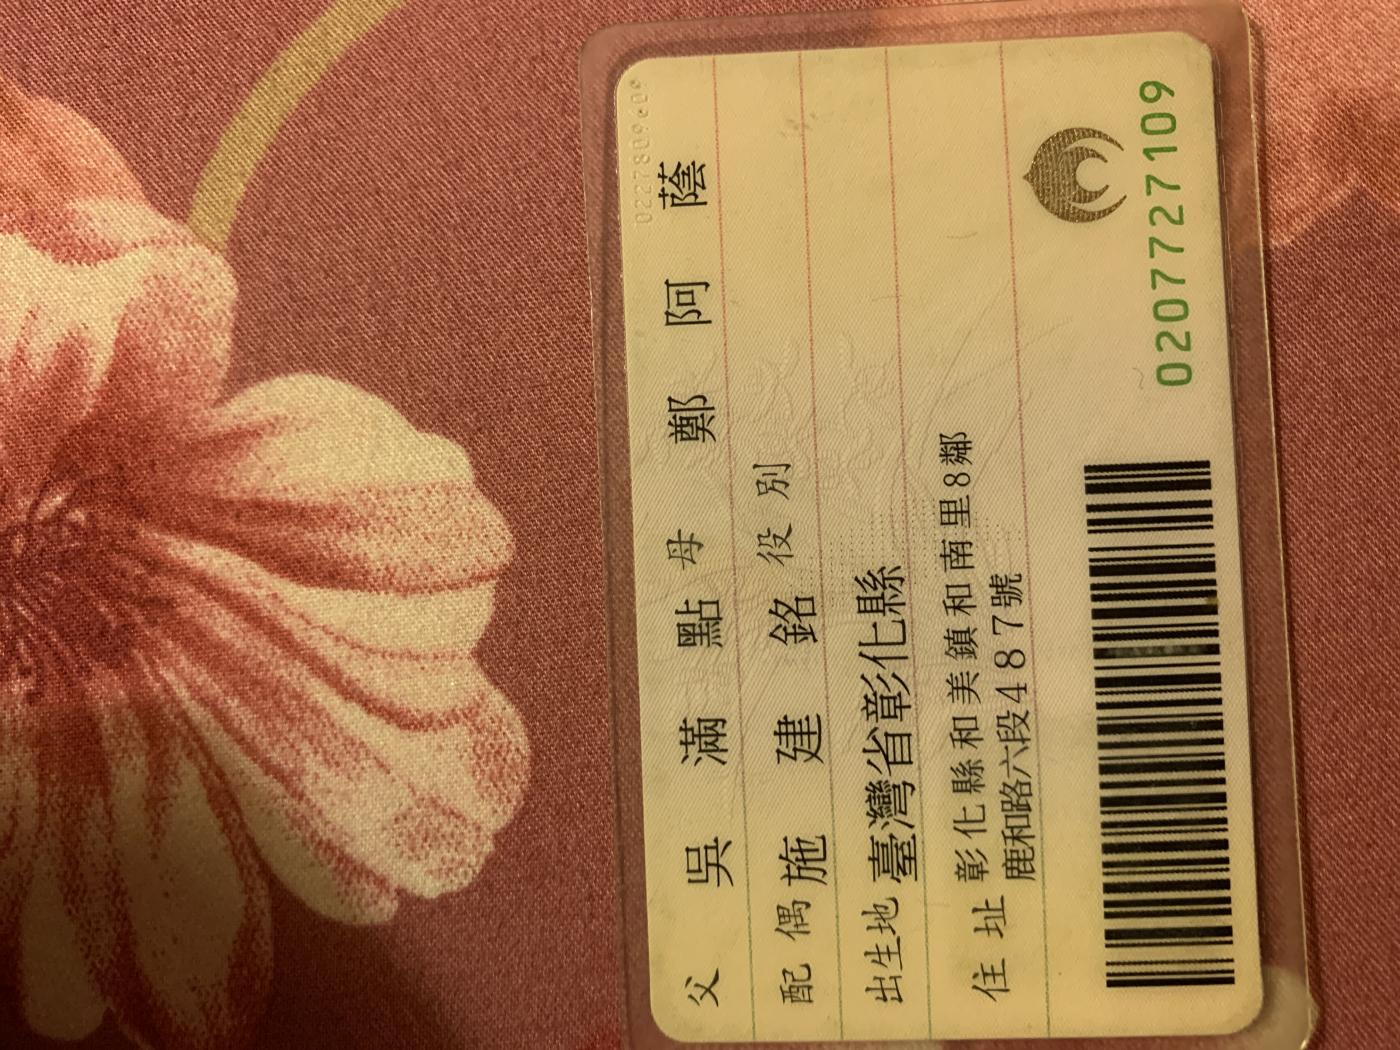 父 吳 滿 點 母 鄭 阿 蔭
配偶 施 建 銘 役別
出生地 臺灣省彰化縣
住址 彰化縣和美鎮和南里8鄰
鹿和路六段487號
0207727109